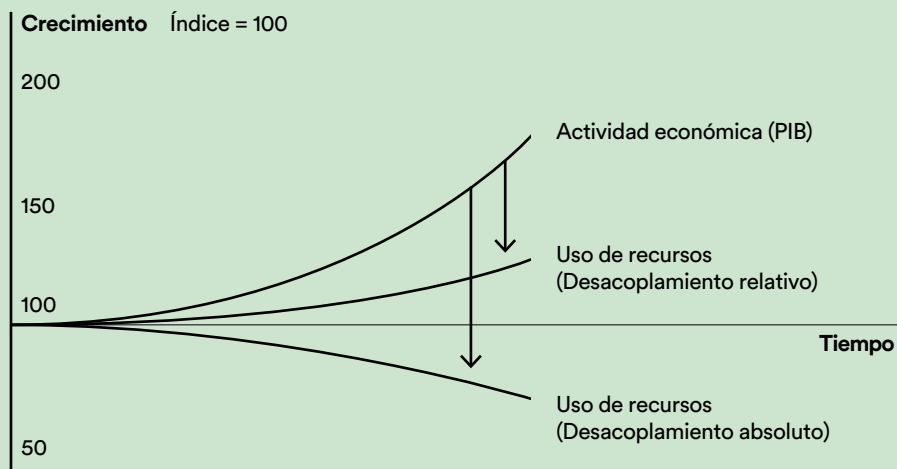 Crecimiento Índice = 100
200
Actividad económica (PIB)
150
Uso de recursos
(Desacoplamiento relativo)
100
Tiempo
Uso de recursos
(Desacoplamiento absoluto)
50